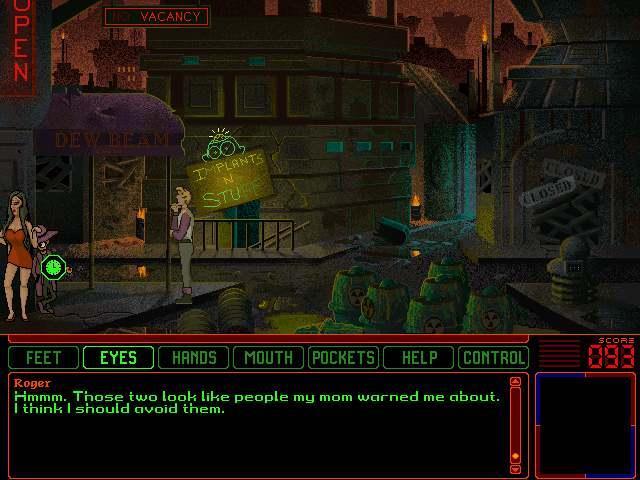 OPEN
NO VACANCY
DEW BEAM
IMPLANTS
N
STUFF
CLOSED
CLOSED
SCORE
093
FEET EYES HANDS MOUTH POCKETS HELP CONTROL
Roger
Hmmm. Those two look like people my mom warned me about.
I think I should avoid them.